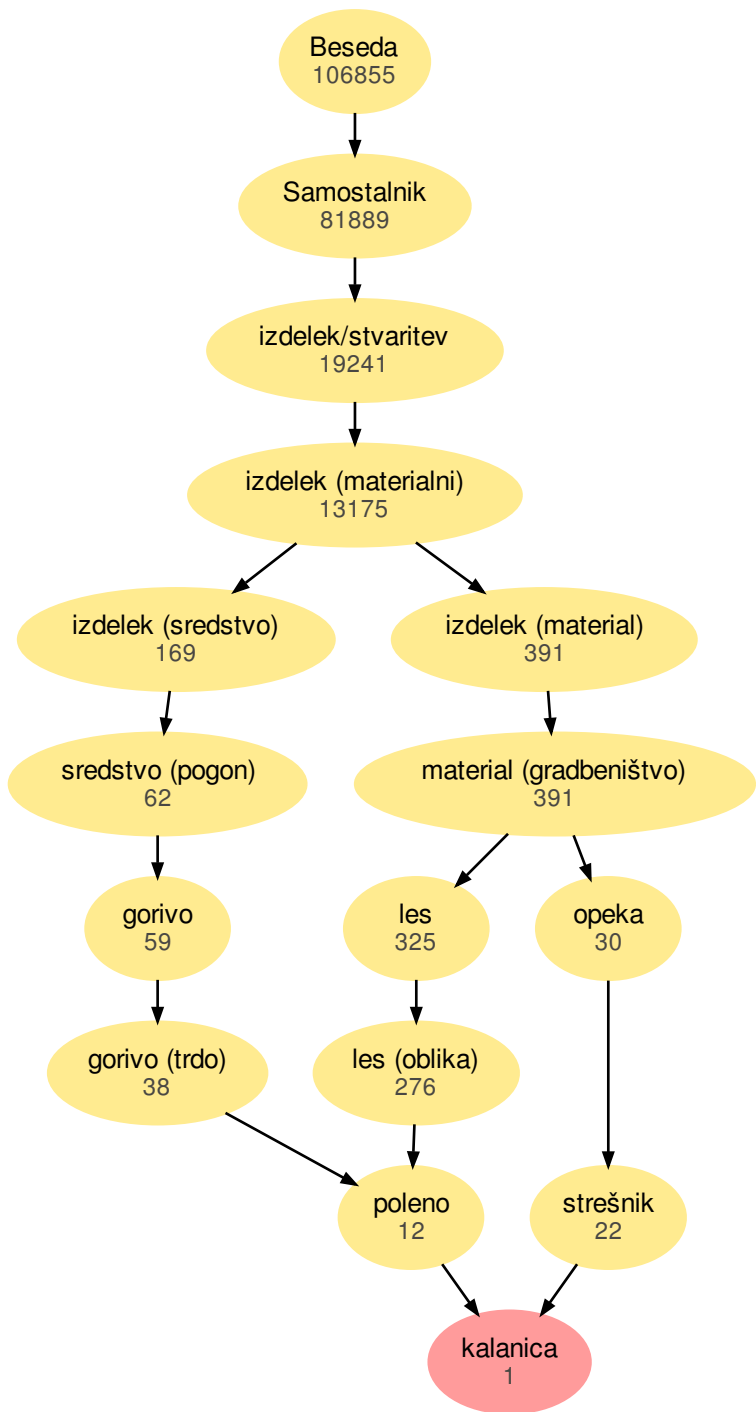 Beseda
106855
Samostalnik
81889
izdelek/stvaritev
19241
izdelek (materialni)
13175
izdelek (sredstvo)
169
izdelek (material)
391
sredstvo (pogon)
62
material (gradbeništvo)
391
gorivo
59
les
325
opeka
30
gorivo (trdo)
38
les (oblika)
276
poleno
12
strešnik
22
kalanica
1